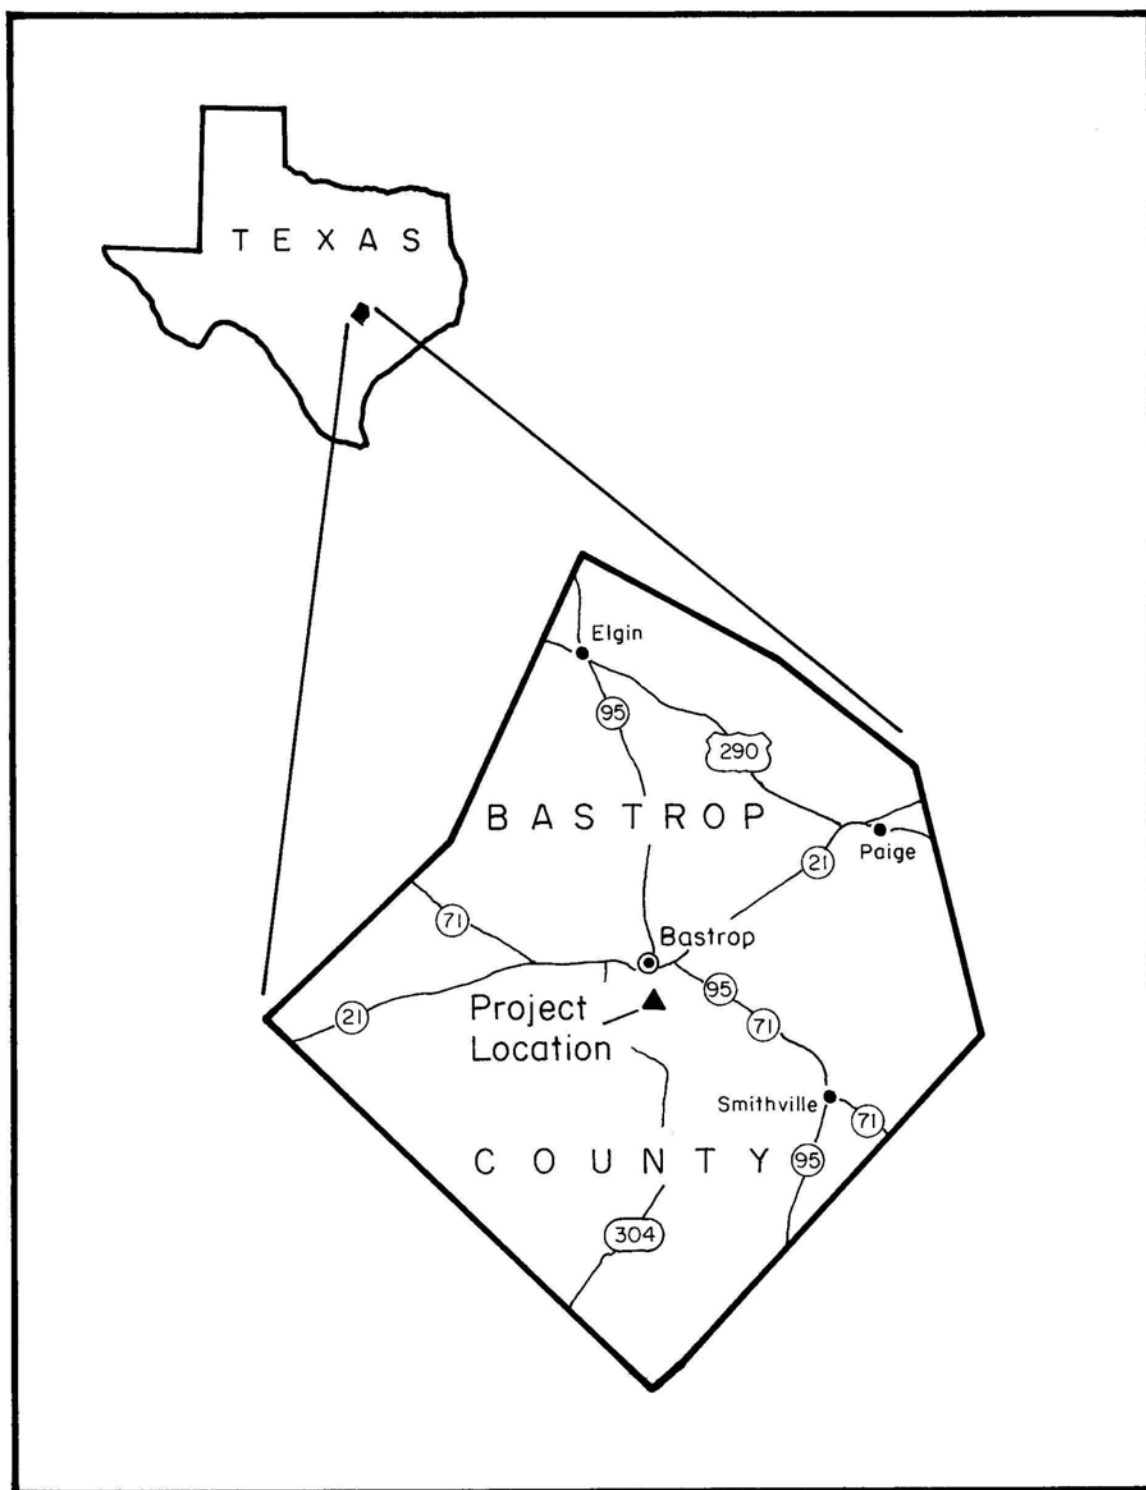 TEXAS
Elgin
95
290
BASTROP
Paige
21
71
Bastrop
95
21
Project
Location
71
Smithville
71
COUNTY
95
304